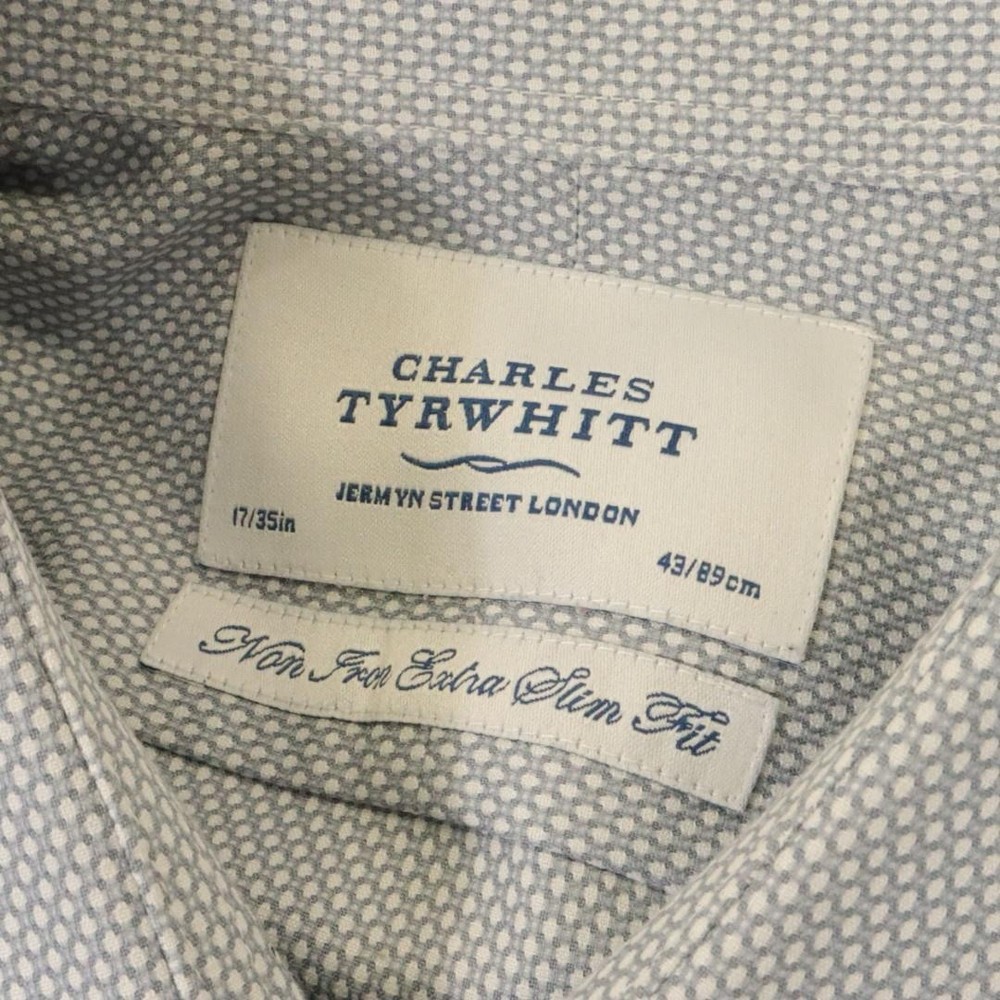 CHARLES
TYRWHITT
JERMYN STREET LONDON
17/35in
43/89cm
Non Iron Extra Slim Fit